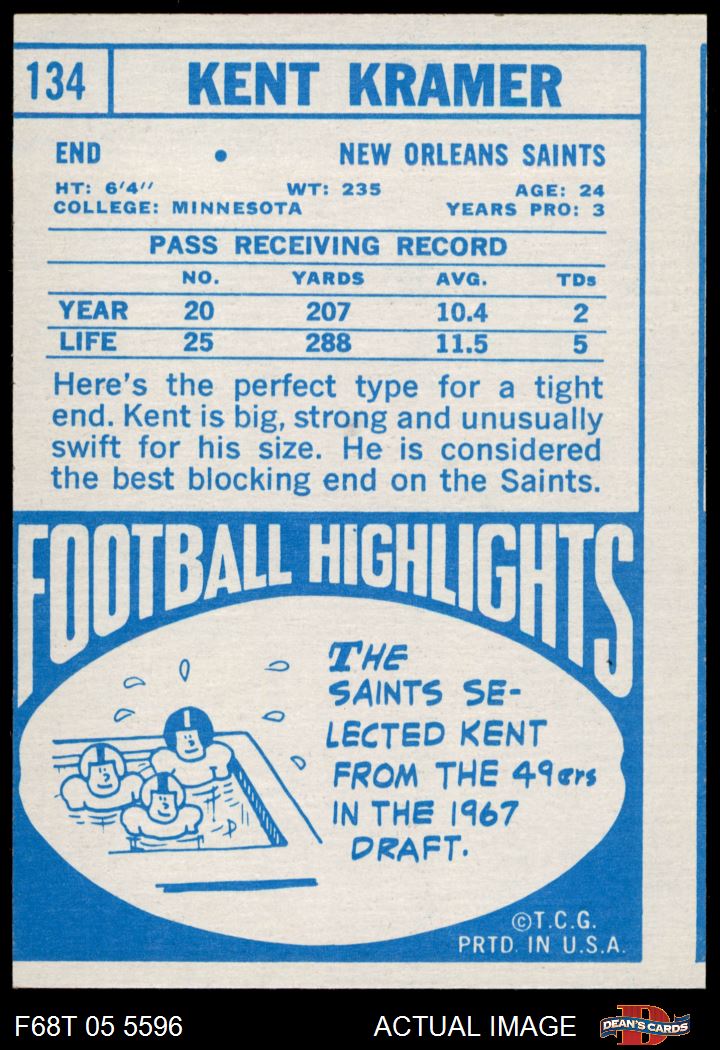 134 KENT KRAMER
END • NEW ORLEANS SAINTS
HT: 6'4" WT: 235 AGE: 24
COLLEGE: MINNESOTA YEARS PRO: 3
PASS RECEIVING RECORD
NO. YARDS AVG. TDs
YEAR 20 207 10.4 2
LIFE 25 288 11.5 5
Here's the perfect type for a tight
end. Kent is big, strong and unusually
swift for his size. He is considered
the best blocking end on the Saints.
FOOTBALL HIGHLIGHTS
THE
SAINTS SE-
LECTED KENT
FROM THE 49ers
IN THE 1967
DRAFT.
©T.C.G.
PRTD. IN U.S.A.
F68T 05 5596 ACTUAL IMAGE D DEAN'S CARDS